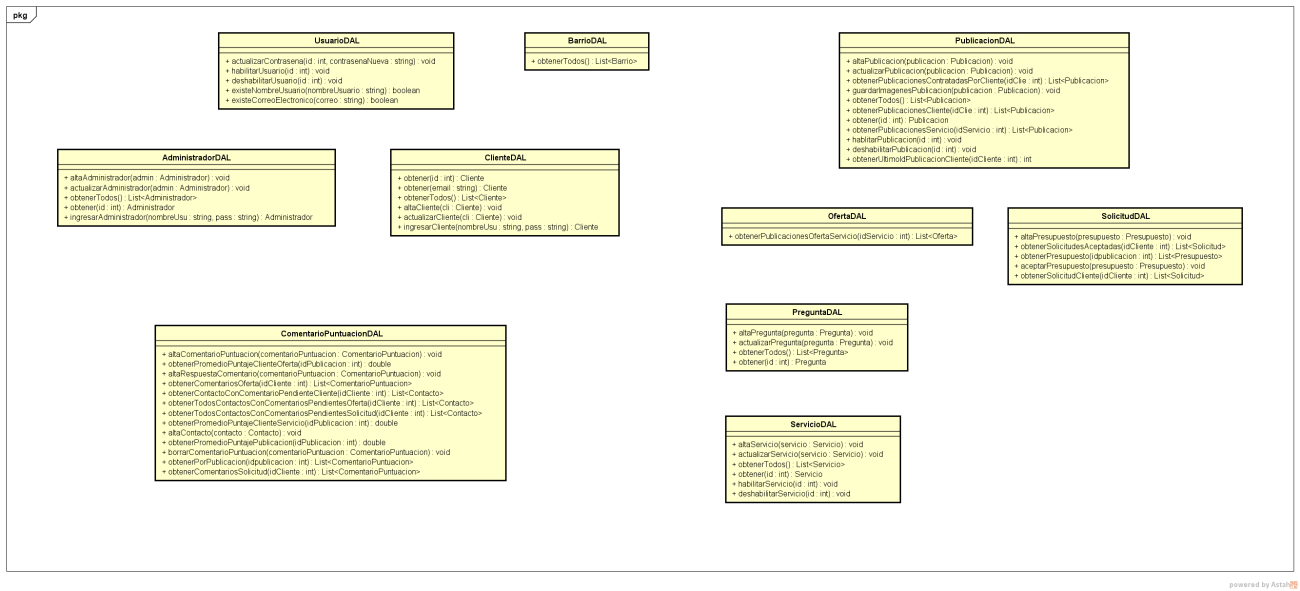 pkg
UsuarioDAL
+ actualizarContrasena(id : int, contrasenaNueva : string) : void
+ habilitarUsuario(id : int) : void
+ deshabilitarUsuario(id : int) : void
+ existeNombreUsuario(nombreUsuario : string) : boolean
+ existeCorreoElectronico(correo : string) : boolean
BarrioDAL
+ obtenerTodos() : List<Barrio>
PublicacionDAL
+ altaPublicacion(publicacion : Publicacion) : void
+ actualizarPublicacion(publicacion : Publicacion) : void
+ obtenerPublicacionesContratadasPorCliente(idClie : int) : List<Publicacion>
+ guardarImagenesPublicacion(publicacion : Publicacion) : void
+ obtenerTodos() : List<Publicacion>
+ obtenerPublicacionesCliente(idClie : int) : List<Publicacion>
+ obtener(id : int) : Publicacion
+ obtenerPublicacionesServicio(idServicio : int) : List<Publicacion>
+ hablitarPublicacion(id : int) : void
+ deshabilitarPublicacion(id : int) : void
+ obtenerUltimoIdPublicacionCliente(idCliente : int) : int
AdministradorDAL
+ altaAdministrador(admin : Administrador) : void
+ actualizarAdministrador(admin : Administrador) : void
+ obtenerTodos() : List<Administrador>
+ obtener(id : int) : Administrador
+ ingresarAdministrador(nombreUsu : string, pass : string) : Administrador
ClienteDAL
+ obtener(id : int) : Cliente
+ obtener(email : string) : Cliente
+ obtenerTodos() : List<Cliente>
+ altaCliente(cli : Cliente) : void
+ actualizarCliente(cli : Cliente) : void
+ ingresarCliente(nombreUsu : string, pass : string) : Cliente
OfertaDAL
+ obtenerPublicacionesOfertaServicio(idServicio : int) : List<Oferta>
SolicitudDAL
+ altaPresupuesto(presupuesto : Presupuesto) : void
+ obtenerSolicitudesAceptadas(idCliente : int) : List<Solicitud>
+ obtenerPresupuesto(idpublicacion : int) : List<Presupuesto>
+ aceptarPresupuesto(presupuesto : Presupuesto) : void
+ obtenerSolicitudCliente(idCliente : int) : List<Solicitud>
PreguntaDAL
+ altaPregunta(pregunta : Pregunta) : void
+ actualizarPregunta(pregunta : Pregunta) : void
+ obtenerTodos() : List<Pregunta>
+ obtener(id : int) : Pregunta
ComentarioPuntuacionDAL
+ altaComentarioPuntuacion(comentarioPuntuacion : ComentarioPuntuacion) : void
+ obtenerPromedioPuntajeClienteOferta(idPublicacion : int) : double
+ altaRespuestaComentario(comentarioPuntuacion : ComentarioPuntuacion) : void
+ obtenerComentariosOferta(idCliente : int) : List<ComentarioPuntuacion>
+ obtenerContactoConComentarioPendienteCliente(idCliente : int) : List<Contacto>
+ obtenerTodosContactosConComentariosPendientesOferta(idCliente : int) : List<Contacto>
+ obtenerTodosContactosConComentariosPendientesSolicitud(idCliente : int) : List<Contacto>
+ obtenerPromedioPuntajeClienteServicio(idPublicacion : int) : double
+ altaContacto(contacto : Contacto) : void
+ obtenerPromedioPuntajePublicacion(idPublicacion : int) : double
+ borrarComentarioPuntuacion(comentarioPuntuacion : ComentarioPuntuacion) : void
+ obtenerPorPublicacion(idpublicacion : int) : List<ComentarioPuntuacion>
+ obtenerComentariosSolicitud(idCliente : int) : List<ComentarioPuntuacion>
ServicioDAL
+ altaServicio(servicio : Servicio) : void
+ actualizarServicio(servicio : Servicio) : void
+ obtenerTodos() : List<Servicio>
+ obtener(id : int) : Servicio
+ habilitarServicio(id : int) : void
+ deshabilitarServicio(id : int) : void
powered by Astah